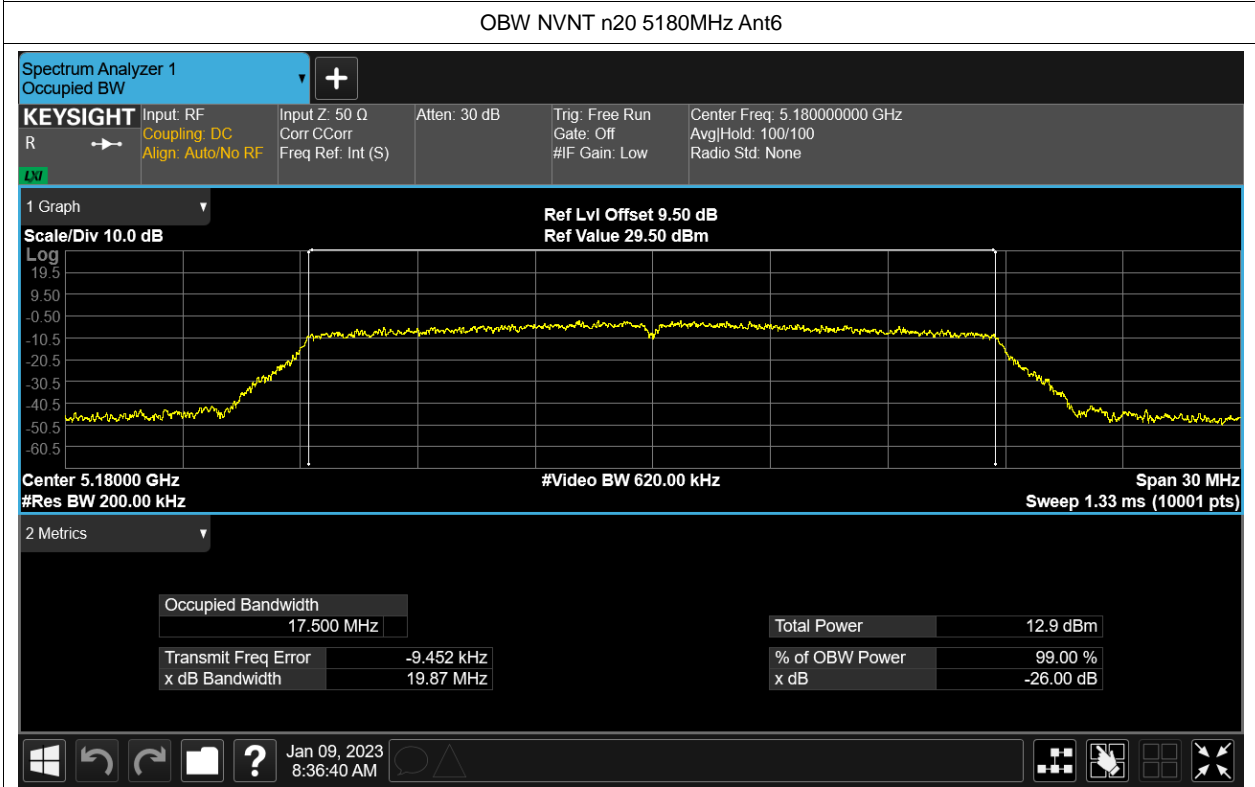 OBW NVNT n20 5180MHz Ant6
Spectrum Analyzer 1
Occupied BW
KEYSIGHT
R
LXI
Input: RF
Coupling: DC
Align: Auto/No RF
Input Z: 50 Ω
Corr CCorr
Freq Ref: Int (S)
Atten: 30 dB
Trig: Free Run
Gate: Off
#IF Gain: Low
Center Freq: 5.180000000 GHz
Avg|Hold: 100/100
Radio Std: None
1 Graph
Scale/Div 10.0 dB
Ref Lvl Offset 9.50 dB
Ref Value 29.50 dBm
Log
19.5
9.50
-0.50
-10.5
-20.5
-30.5
-40.5
-50.5
-60.5
Center 5.18000 GHz
#Res BW 200.00 kHz
#Video BW 620.00 kHz
Span 30 MHz
Sweep 1.33 ms (10001 pts)
2 Metrics
Occupied Bandwidth
17.500 MHz
Transmit Freq Error -9.452 kHz
x dB Bandwidth 19.87 MHz
Total Power 12.9 dBm
% of OBW Power 99.00 %
x dB -26.00 dB
?
Jan 09, 2023
8:36:40 AM